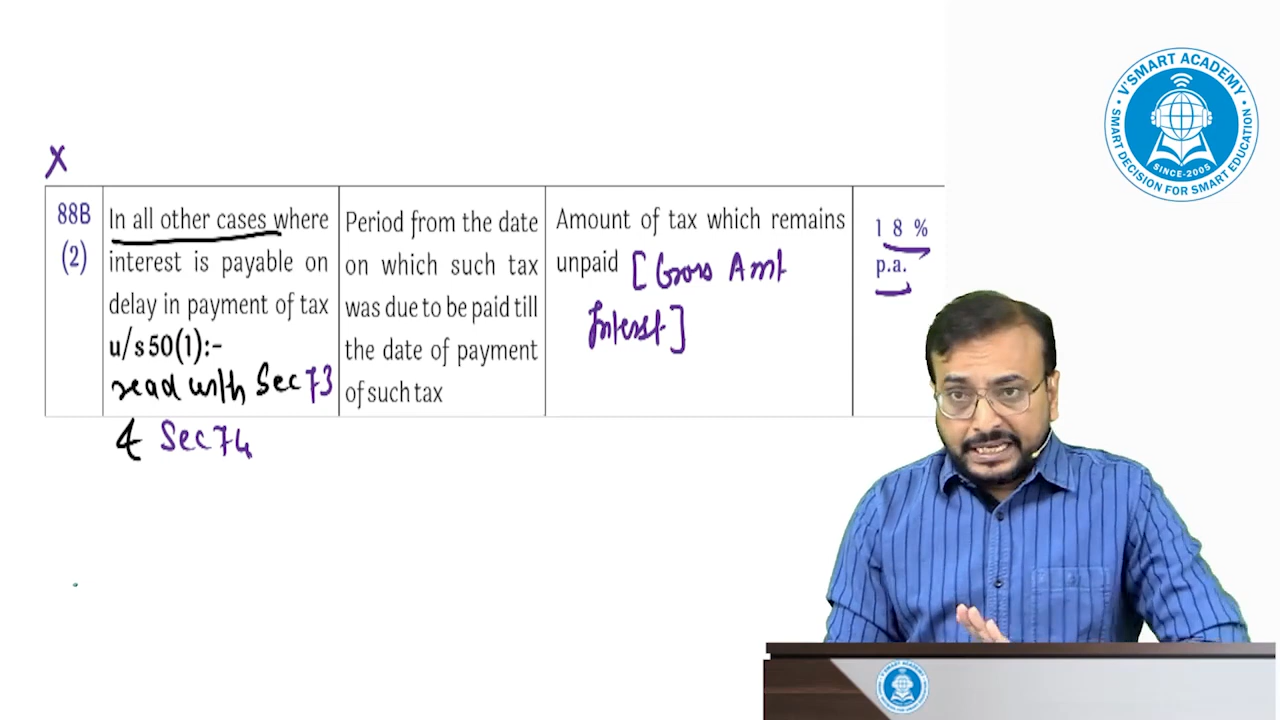 V'SMART ACADEMY
SMART DECISION FOR SMART EDUCATION
SINCE-2005
X
88B
(2)
In all other cases where
interest is payable on
delay in payment of tax
u/s 50(1):-
read with Sec 73
& Sec 74
Period from the date
on which such tax
was due to be paid till
the date of payment
of such tax
Amount of tax which remains
unpaid [Gross Amt
Interest]
18%
p.a.